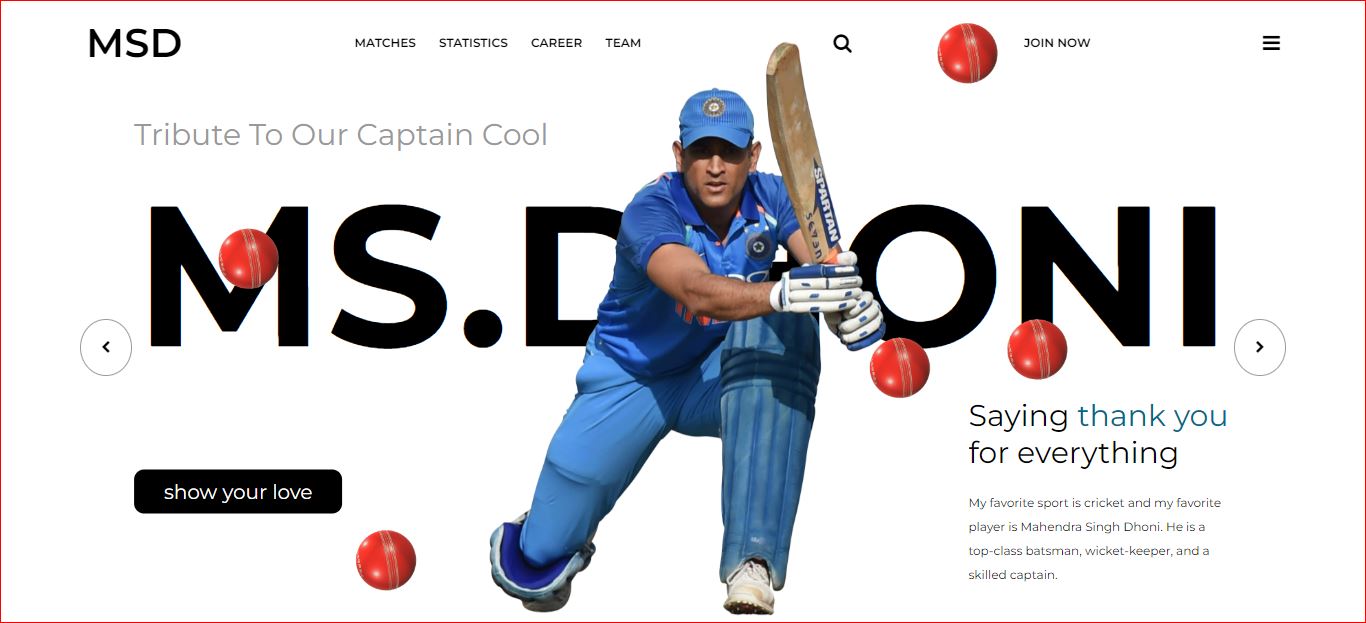 MSD
MATCHES STATISTICS CAREER TEAM
JOIN NOW
Tribute To Our Captain Cool
MS.DHONI
SPARTAN
Saying thank you
for everything
show your love
My favorite sport is cricket and my favorite
player is Mahendra Singh Dhoni. He is a
top-class batsman, wicket-keeper, and a
skilled captain.